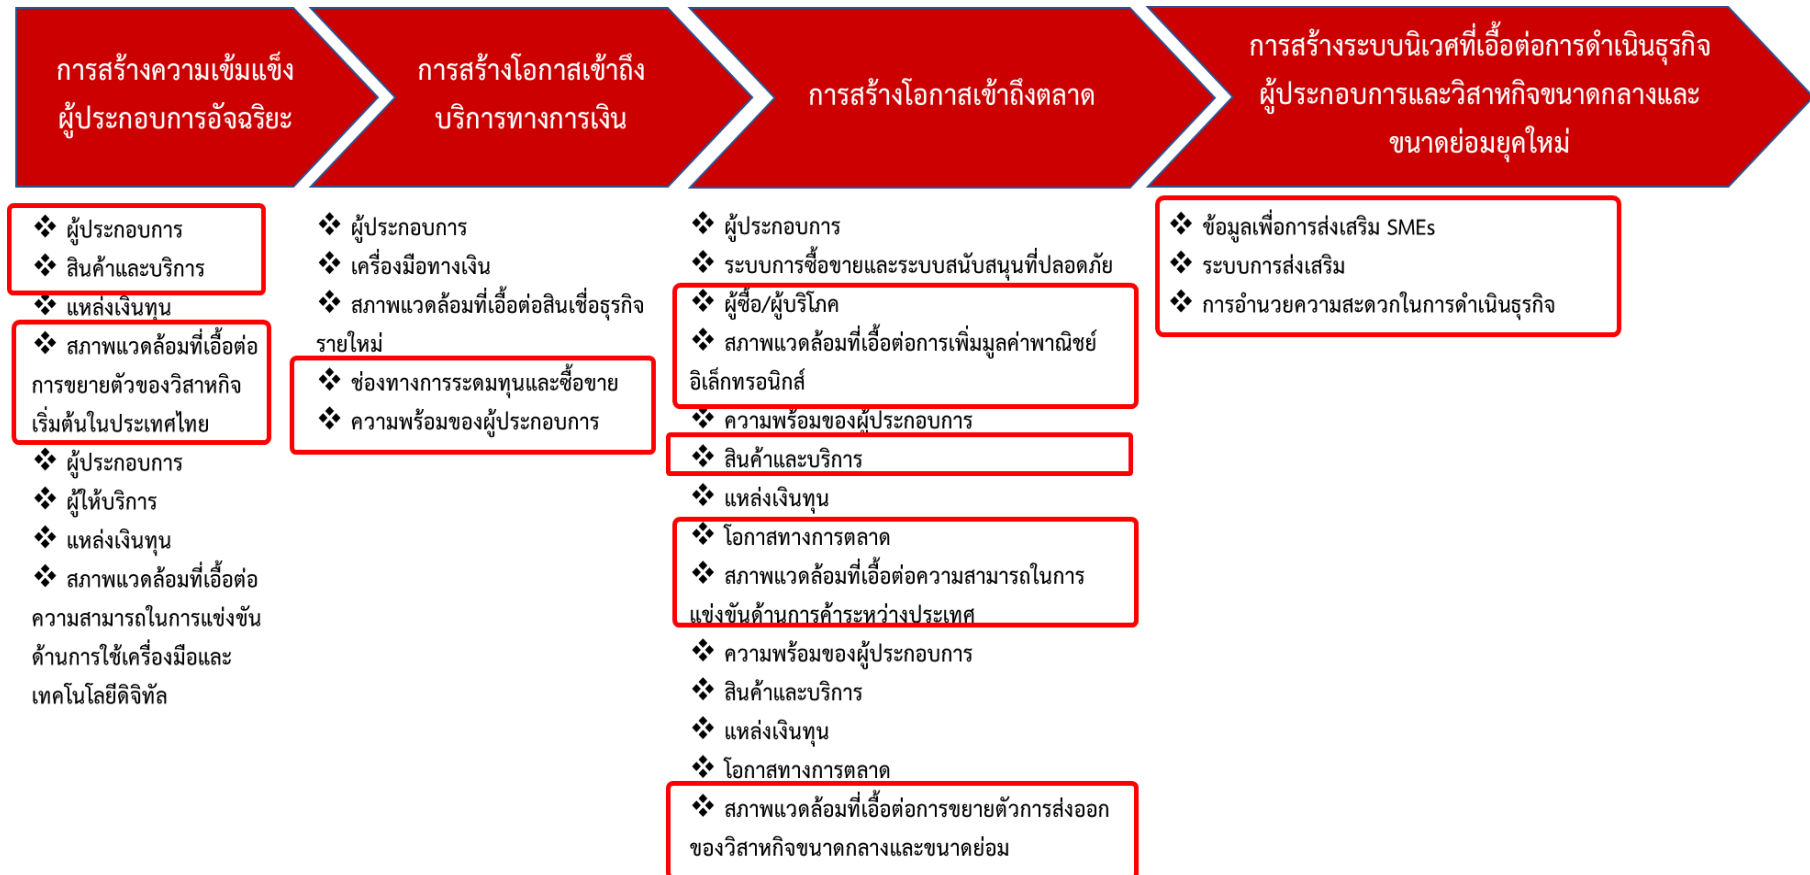 การสร้างความเข้มแข็ง
ผู้ประกอบการอัจฉริยะ
การสร้างโอกาสเข้าถึง
บริการทางการเงิน
การสร้างโอกาสเข้าถึงตลาด
การสร้างระบบนิเวศที่เอื้อต่อการดำเนินธุรกิจ
ผู้ประกอบการและวิสาหกิจขนาดกลางและ
ขนาดย่อมยุคใหม่
❖ ผู้ประกอบการ
❖ สินค้าและบริการ
❖ แหล่งเงินทุน
❖ สภาพแวดล้อมที่เอื้อต่อ
การขยายตัวของวิสาหกิจ
เริ่มต้นในประเทศไทย
❖ ผู้ประกอบการ
❖ ผู้ให้บริการ
❖ แหล่งเงินทุน
❖ สภาพแวดล้อมที่เอื้อต่อ
ความสามารถในการแข่งขัน
ด้านการใช้เครื่องมือและ
เทคโนโลยีดิจิทัล
❖ ผู้ประกอบการ
❖ เครื่องมือทางเงิน
❖ สภาพแวดล้อมที่เอื้อต่อสินเชื่อธุรกิจ
รายใหม่
❖ ช่องทางการระดมทุนและซื้อขาย
❖ ความพร้อมของผู้ประกอบการ
❖ ผู้ประกอบการ
❖ ระบบการซื้อขายและระบบสนับสนุนที่ปลอดภัย
❖ ผู้ซื้อ/ผู้บริโภค
❖ สภาพแวดล้อมที่เอื้อต่อการเพิ่มมูลค่าพาณิชย์
อิเล็กทรอนิกส์
❖ ความพร้อมของผู้ประกอบการ
❖ สินค้าและบริการ
❖ แหล่งเงินทุน
❖ โอกาสทางการตลาด
❖ สภาพแวดล้อมที่เอื้อต่อความสามารถในการ
แข่งขันด้านการค้าระหว่างประเทศ
❖ ความพร้อมของผู้ประกอบการ
❖ สินค้าและบริการ
❖ แหล่งเงินทุน
❖ โอกาสทางการตลาด
❖ สภาพแวดล้อมที่เอื้อต่อการขยายตัวการส่งออก
ของวิสาหกิจขนาดกลางและขนาดย่อม
❖ ข้อมูลเพื่อการส่งเสริม SMEs
❖ ระบบการส่งเสริม
❖ การอำนวยความสะดวกในการดำเนินธุรกิจ